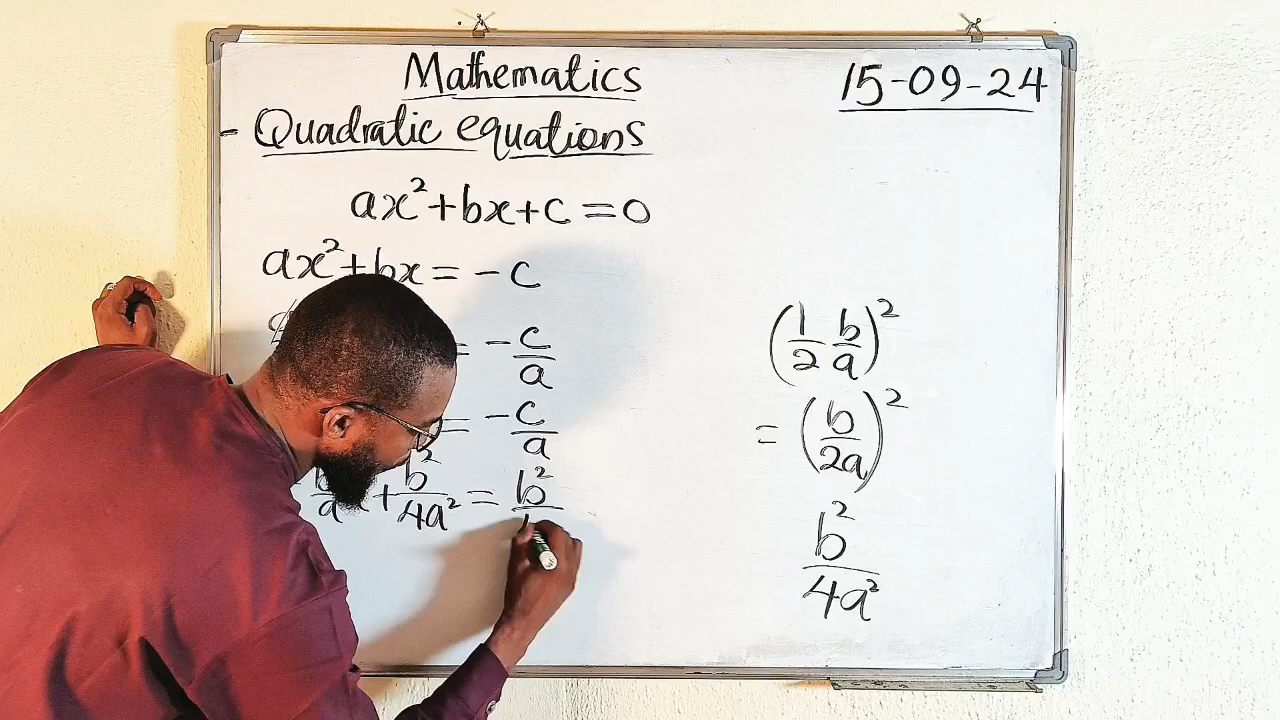 Mathematics
15-09-24
- Quadratic equations
ax²+bx+c=0
ax²+bx=-c
= -c/a
= -c/a
b/a + b²/4a² = b²/
(1/2 b/a)²
= (b/2a)²
b²/4a²